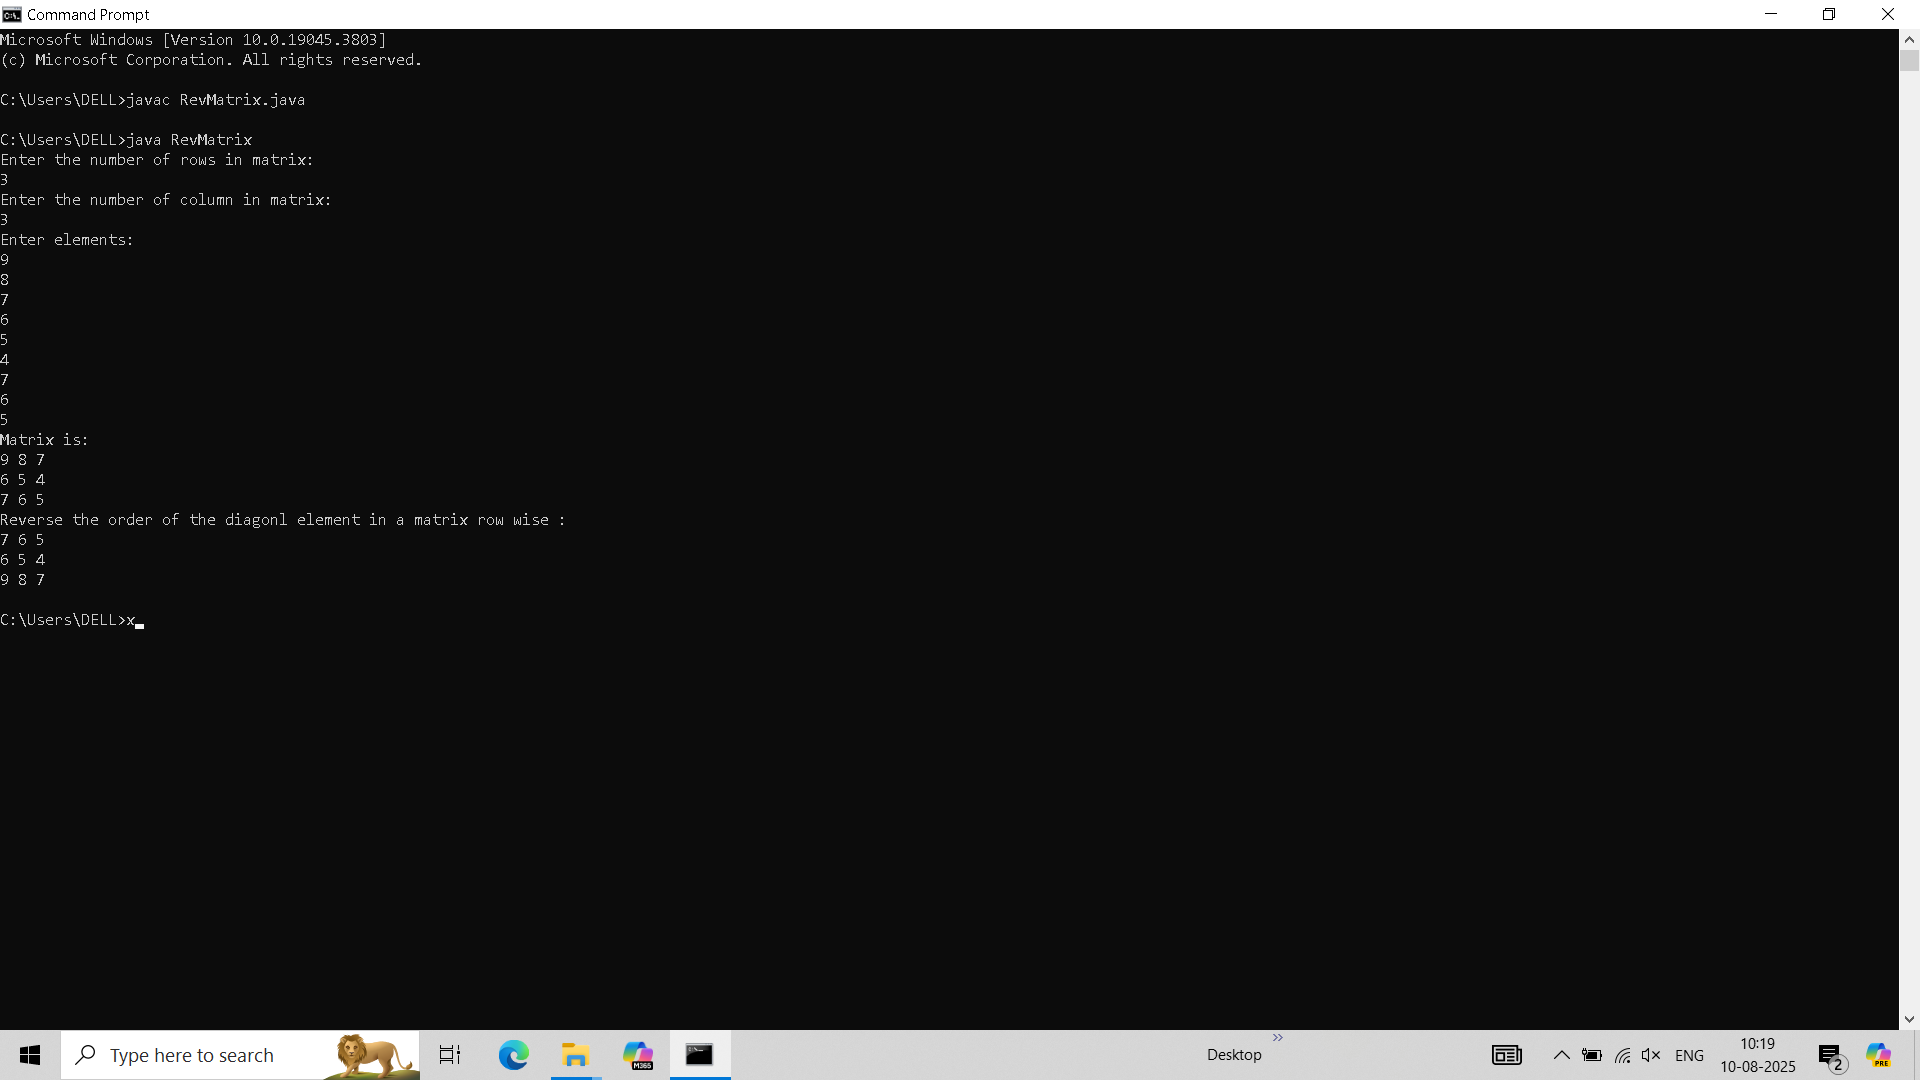 Command Prompt
Microsoft Windows [Version 10.0.19045.3803]
(c) Microsoft Corporation. All rights reserved.
C:\Users\DELL>javac RevMatrix.java
C:\Users\DELL>java RevMatrix
Enter the number of rows in matrix:
3
Enter the number of column in matrix:
3
Enter elements:
9
8
7
6
5
4
7
6
5
Matrix is:
9 8 7
6 5 4
7 6 5
Reverse the order of the diagonl element in a matrix row wise :
7 6 5
6 5 4
9 8 7
C:\Users\DELL>x
Type here to search
M365
Desktop
ENG
10:19
10-08-2025
2
PRE